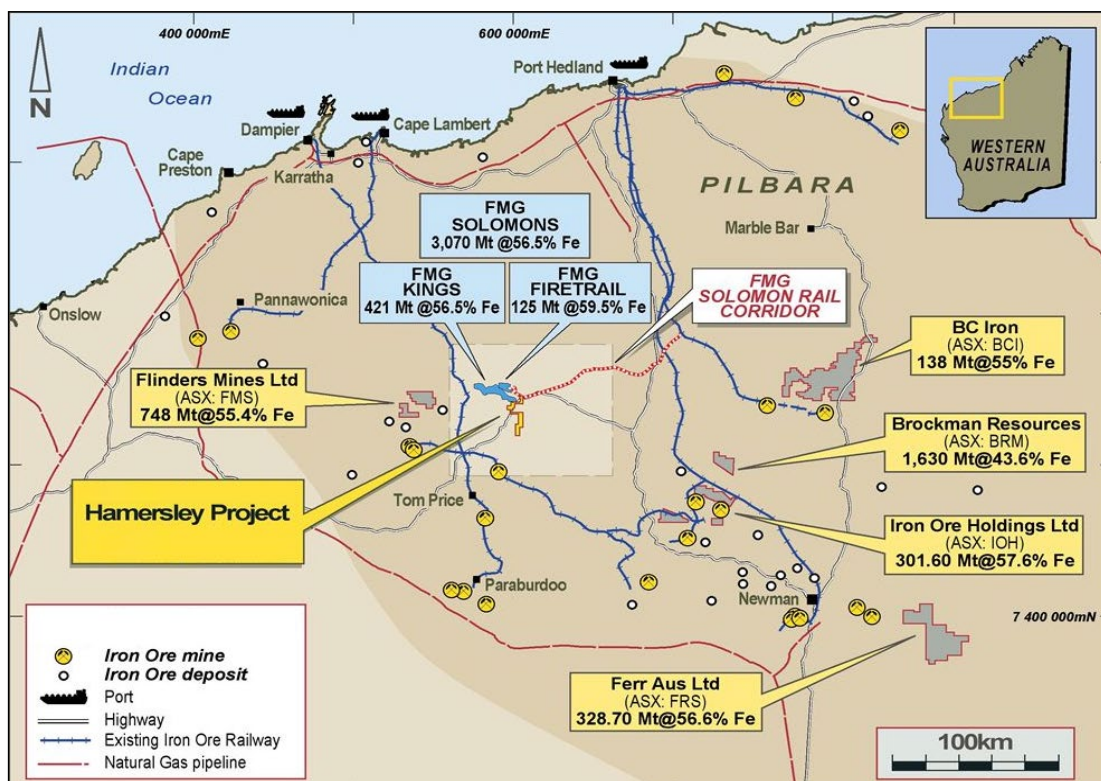 400 000mE
600 000mE
Indian
Ocean
N
Port Hedland
Dampier
Cape Lambert
Cape
Preston
Karratha
WESTERN
AUSTRALIA
PILBARA
FMG
SOLOMONS
3,070 Mt @56.5% Fe
Marble Bar
FMG
KINGS
421 Mt @56.5% Fe
FMG
FIRETRAIL
125 Mt @59.5% Fe
FMG
SOLOMON RAIL
CORRIDOR
Pannawonica
Onslow
BC Iron
(ASX: BCI)
138 Mt@55% Fe
Flinders Mines Ltd
(ASX: FMS)
748 Mt@55.4% Fe
Brockman Resources
(ASX: BRM)
1,630 Mt@43.6% Fe
Hamersley Project
Tom Price
Iron Ore Holdings Ltd
(ASX: IOH)
301.60 Mt@57.6% Fe
Paraburdoo
Newman
7 400 000mN
Ferr Aus Ltd
(ASX: FRS)
328.70 Mt@56.6% Fe
Iron Ore mine
Iron Ore deposit
Port
Highway
Existing Iron Ore Railway
Natural Gas pipeline
100km